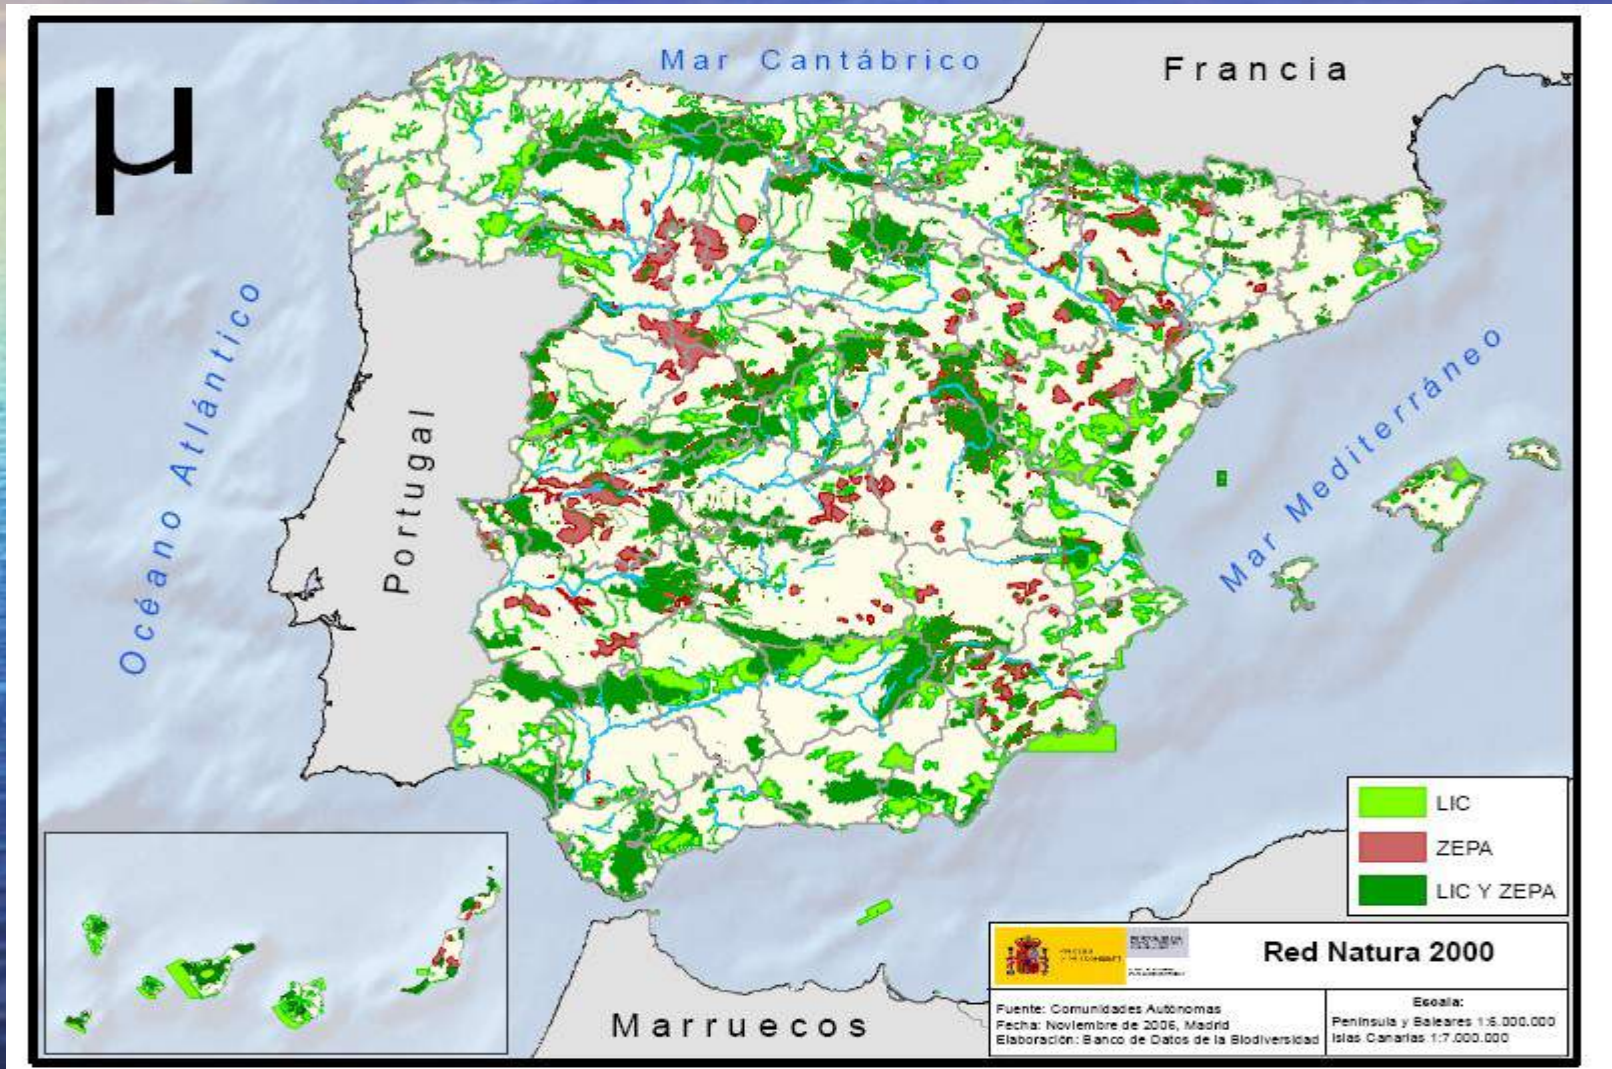 Mar Cantábrico
Francia
µ
Océano Atlántico
Portugal
Mar Mediterráneo
LIC
ZEPA
LIC Y ZEPA
Red Natura 2000
Fuente: Comunidades Autónomas
Fecha: Noviembre de 2006, Madrid
Elaboración: Banco de Datos de la Biodiversidad
Escala:
Península y Baleares 1:6.000.000
Islas Canarias 1:7.000.000
Marruecos